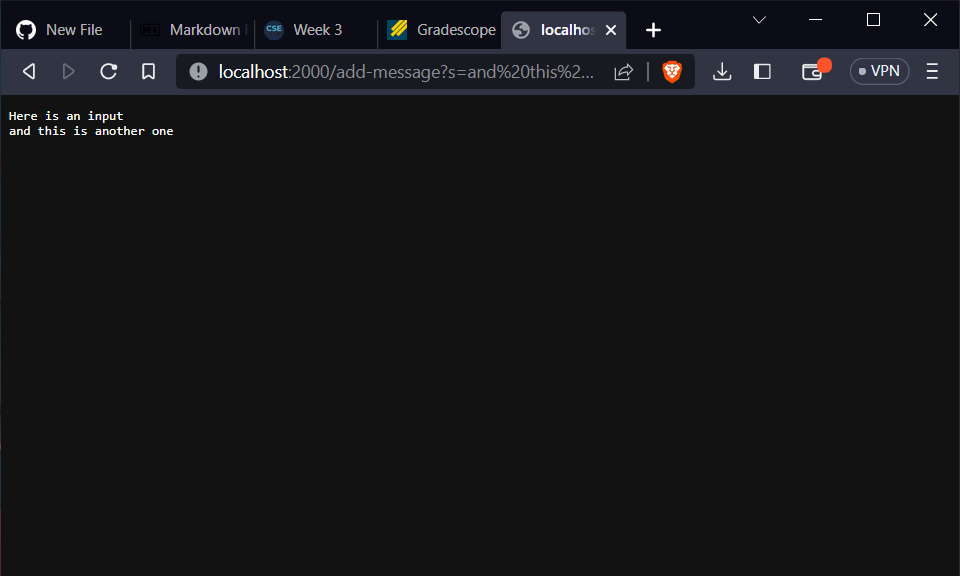 New File
Markdown
CSE
Week 3
Gradescope
localhos
localhost:2000/add-message?s=and%20this%2...
VPN
Here is an input
and this is another one